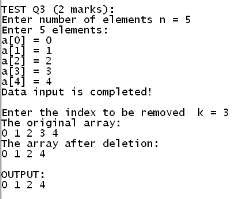 TEST Q3 (2 marks):
Enter number of elements n = 5
Enter 5 elements:
a[0] = 0
a[1] = 1
a[2] = 2
a[3] = 3
a[4] = 4
Data input is completed!
Enter the index to be removed  k = 3
The original array:
0 1 2 3 4
The array after deletion:
0 1 2 4
OUTPUT:
0 1 2 4